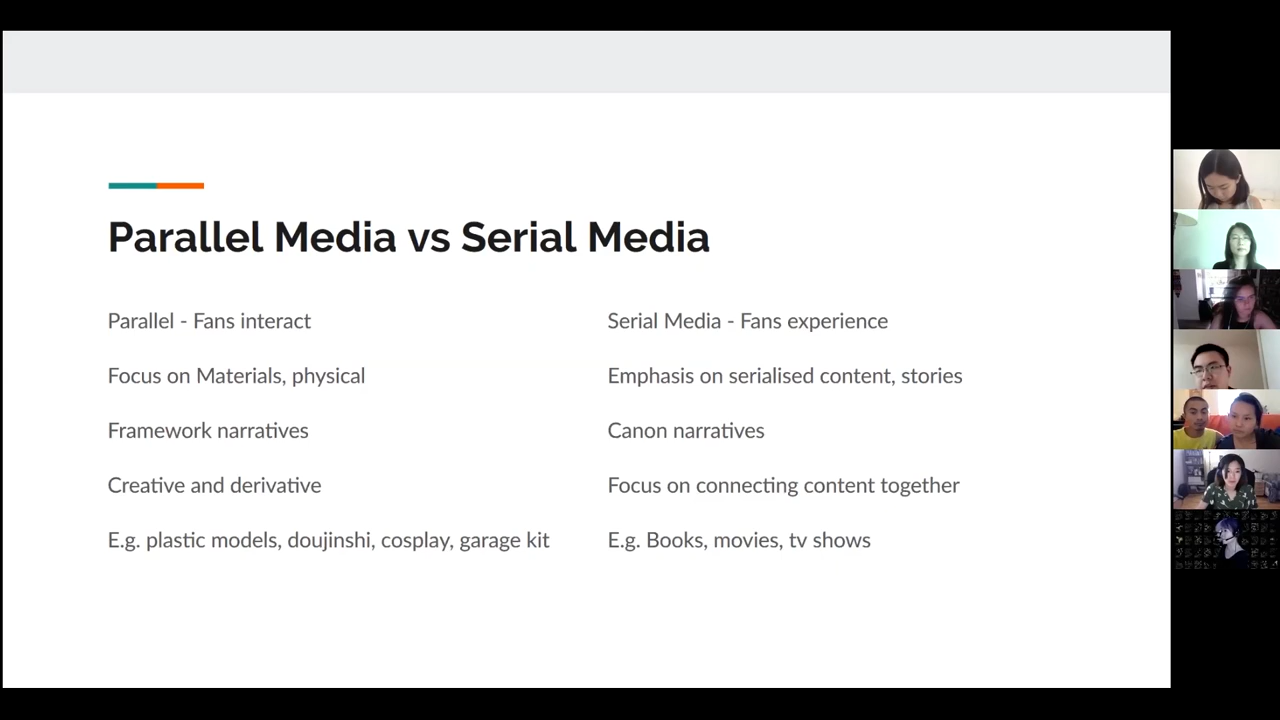 Parallel Media vs Serial Media
Parallel - Fans interact
Focus on Materials, physical
Framework narratives
Creative and derivative
E.g. plastic models, doujinshi, cosplay, garage kit
Serial Media - Fans experience
Emphasis on serialised content, stories
Canon narratives
Focus on connecting content together
E.g. Books, movies, tv shows